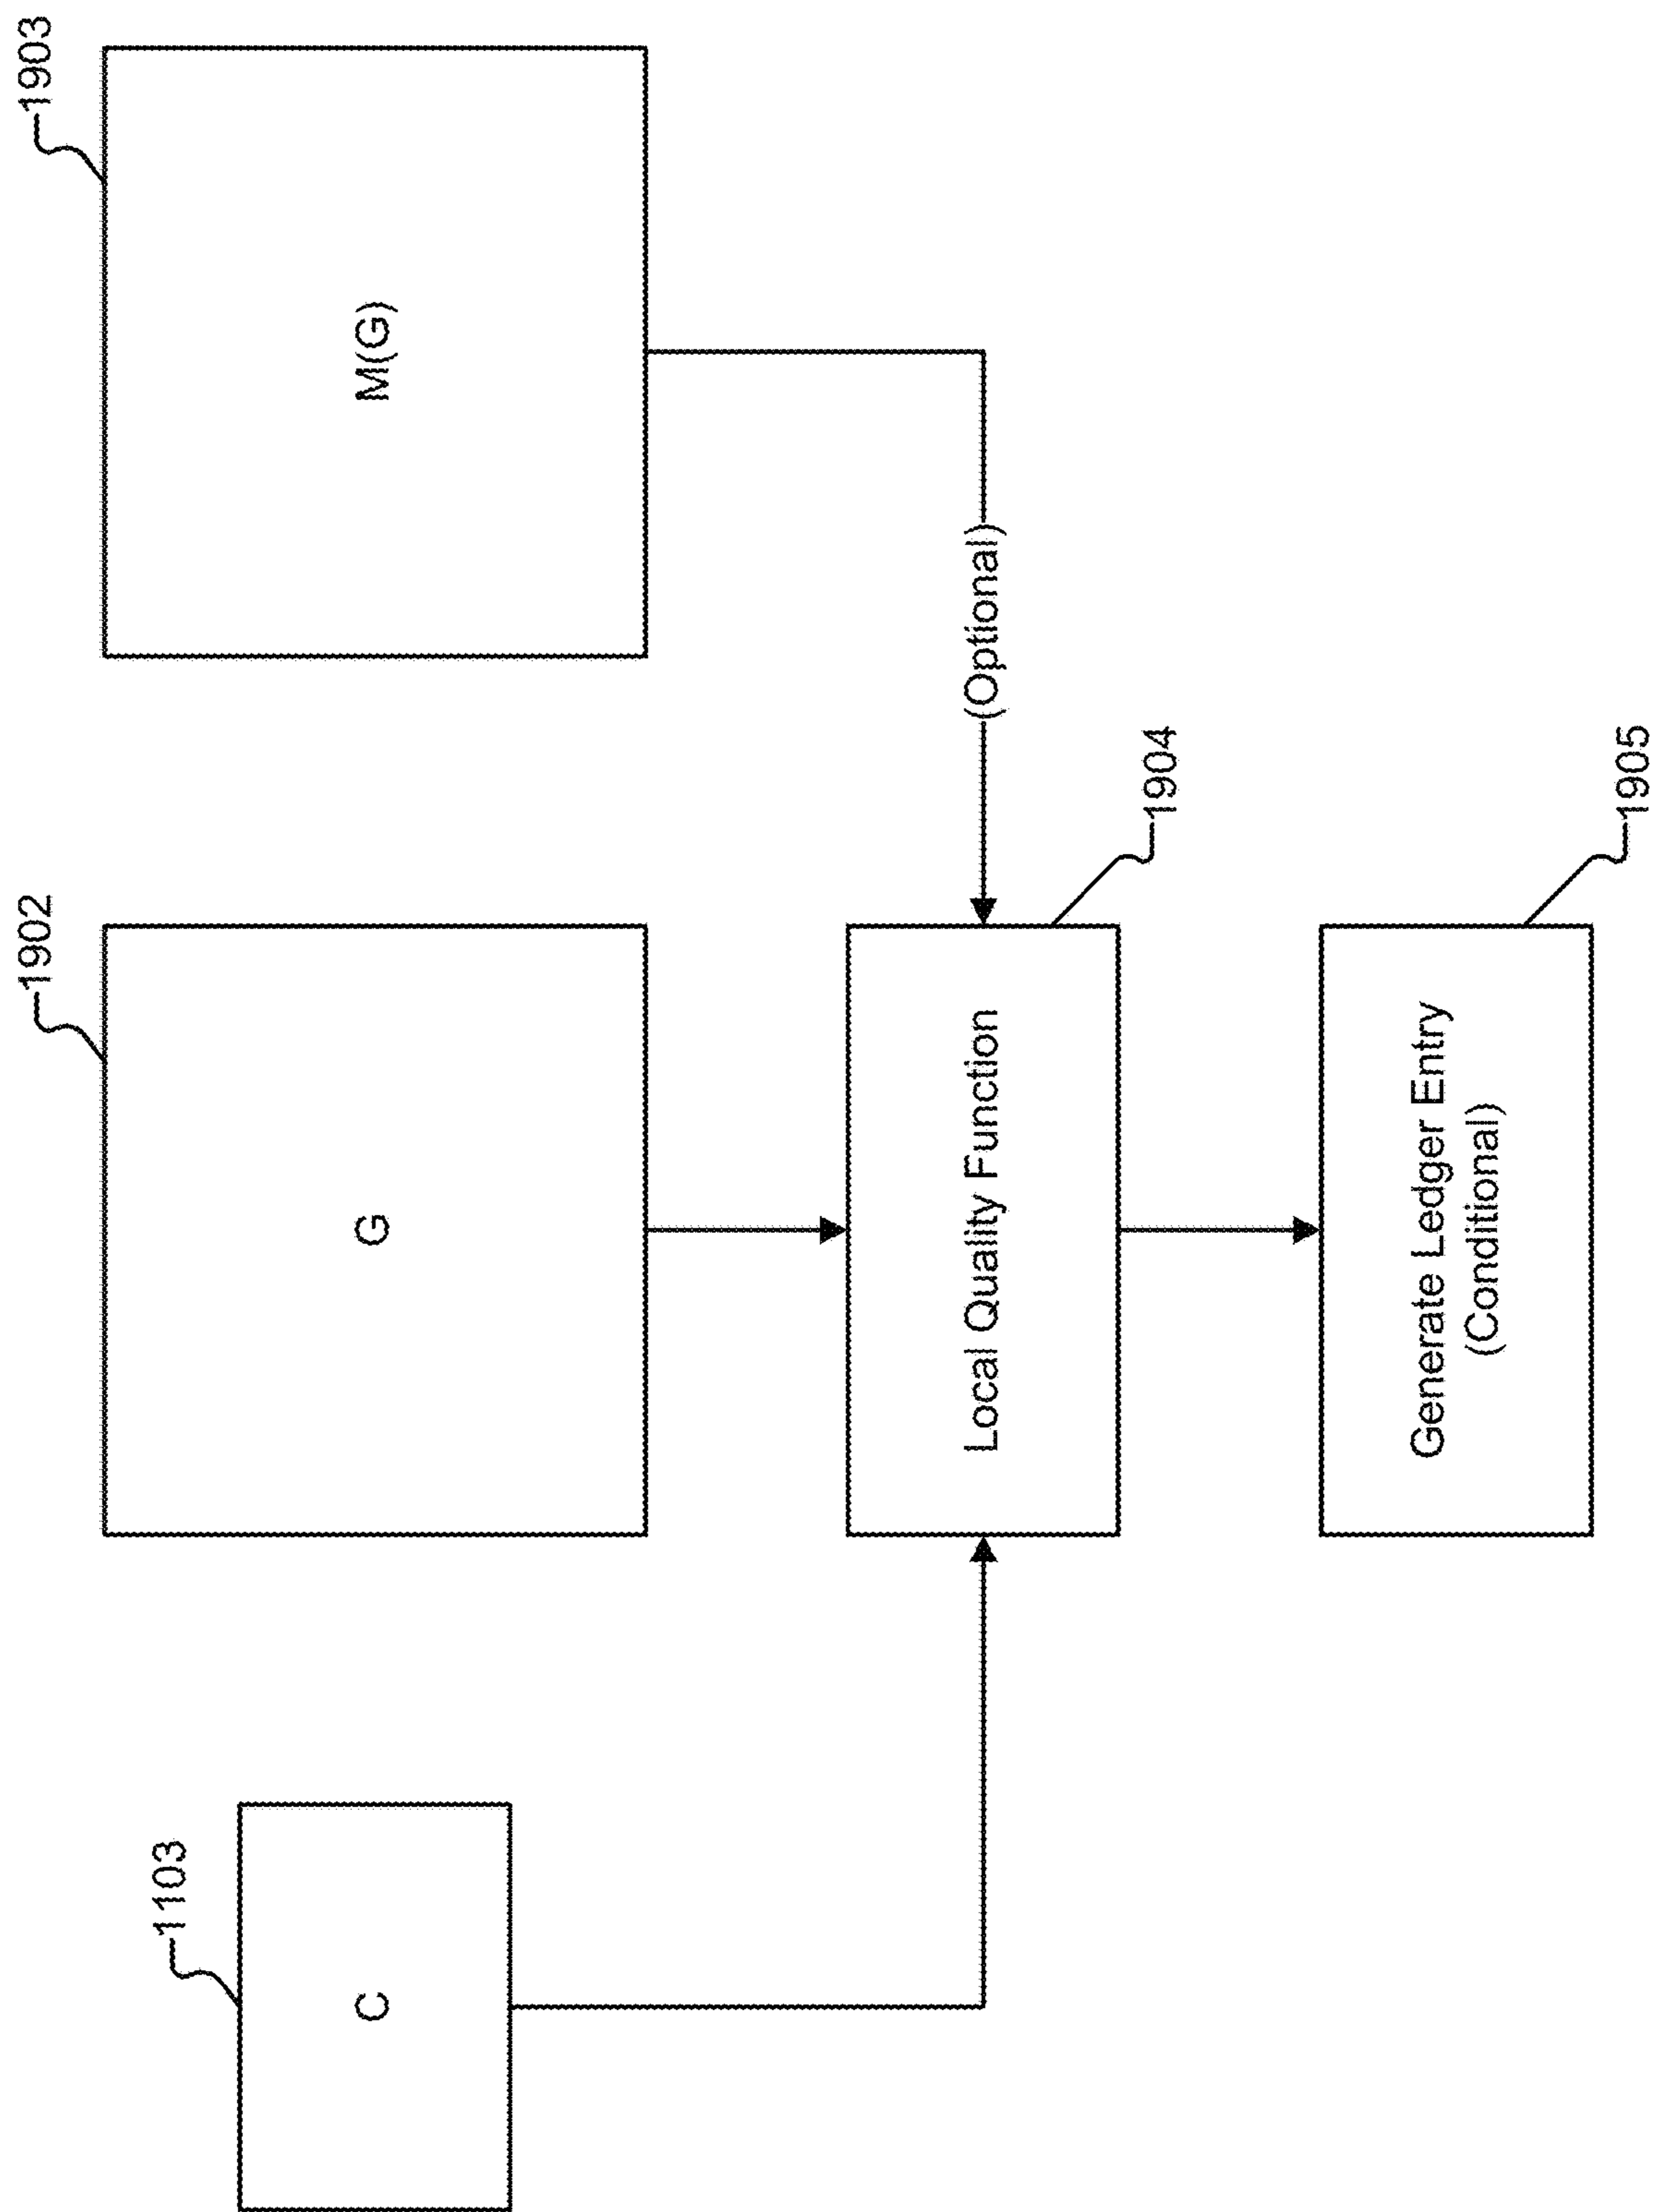 1103
C
1902
G
1903
M(G)
(Optional)
Local Quality Function
1904
Generate Ledger Entry
(Conditional)
1905